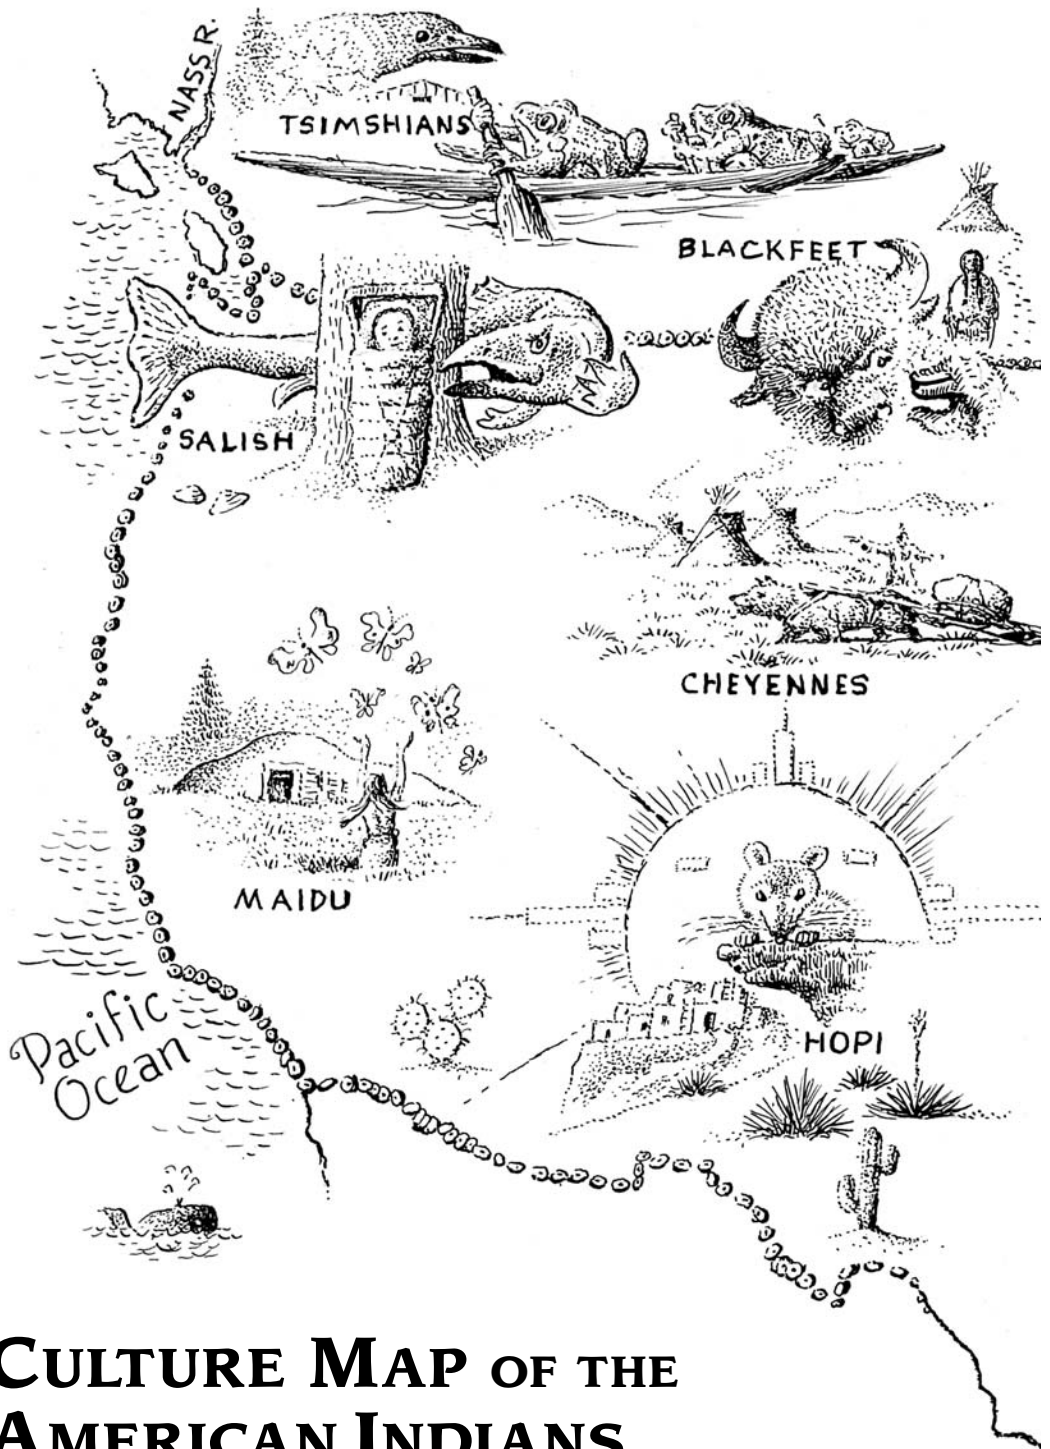 NASS R.
TSIMSHIANS
BLACKFEET
SALISH
CHEYENNES
MAIDU
HOPI
Pacific
Ocean
CULTURE MAP OF THE
AMERICAN INDIANS